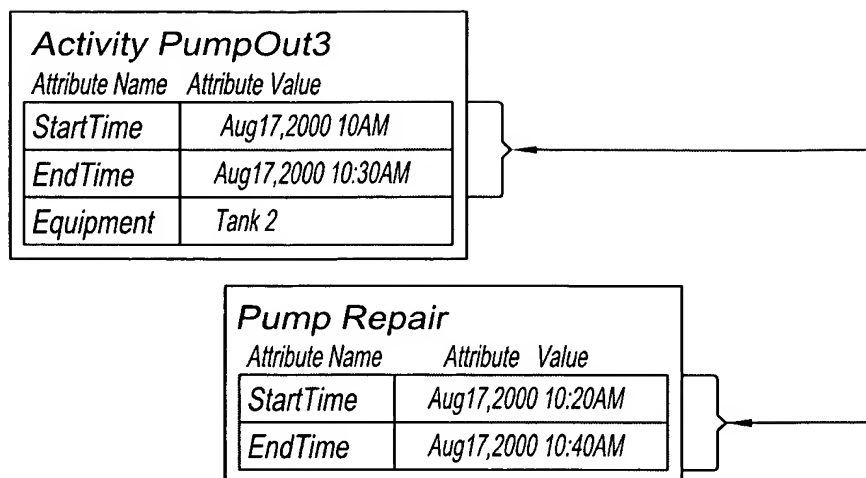 Activity PumpOut3
Attribute Name Attribute Value
StartTime Aug17,2000 10AM
EndTime Aug17,2000 10:30AM
Equipment Tank 2
Pump Repair
Attribute Name Attribute Value
StartTime Aug17,2000 10:20AM
EndTime Aug17,2000 10:40AM